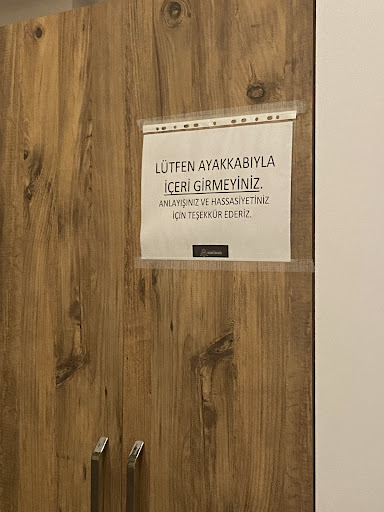 LÜTFEN AYAKKABIYLA
İÇERİ GİRMEYİNİZ.
ANLAYIŞINIZ VE HASSASİYETİNİZ
İÇİN TEŞEKKÜR EDERİZ.